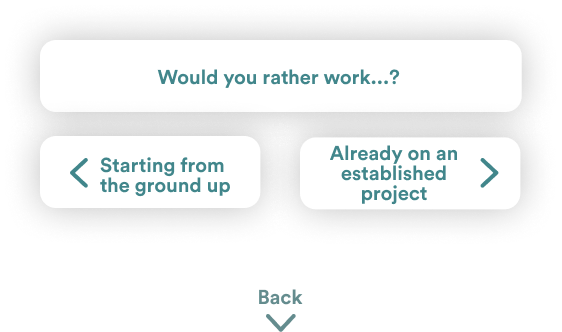 Would you rather work...?
Starting from
the ground up
Already on an
established
project
Back